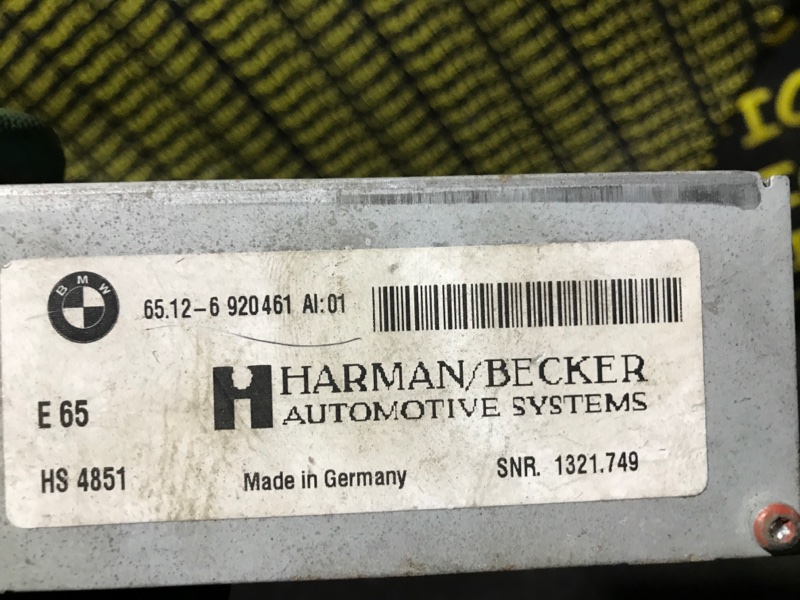 BMW
65.12-6 920461 AI:01
E 65
HARMAN/BECKER
AUTOMOTIVE SYSTEMS
HS 4851
Made in Germany
SNR. 1321.749